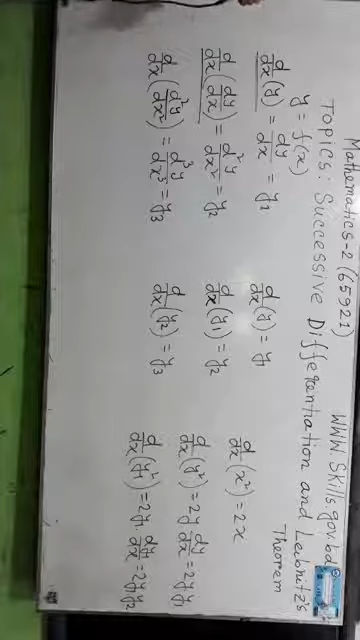 Mathematics-2 (65921) WWW.Skills.gov.bd
TOPICS: Successive Differentiation and Leibnitz's Theorem
y = f(x)
d/dx (y) = dy/dx = y₁
d/dx (dy/dx) = d²y/dx² = y₂
d/dx (d²y/dx²) = d³y/dx³ = y₃
d/dx (y) = y₁
d/dx (y₁) = y₂
d/dx (y₂) = y₃
d/dx (x²) = 2x
d/dx (y²) = 2y dy/dx = 2y y₁
d/dx (y₁²) = 2y₁ dy₁/dx = 2y₁y₂